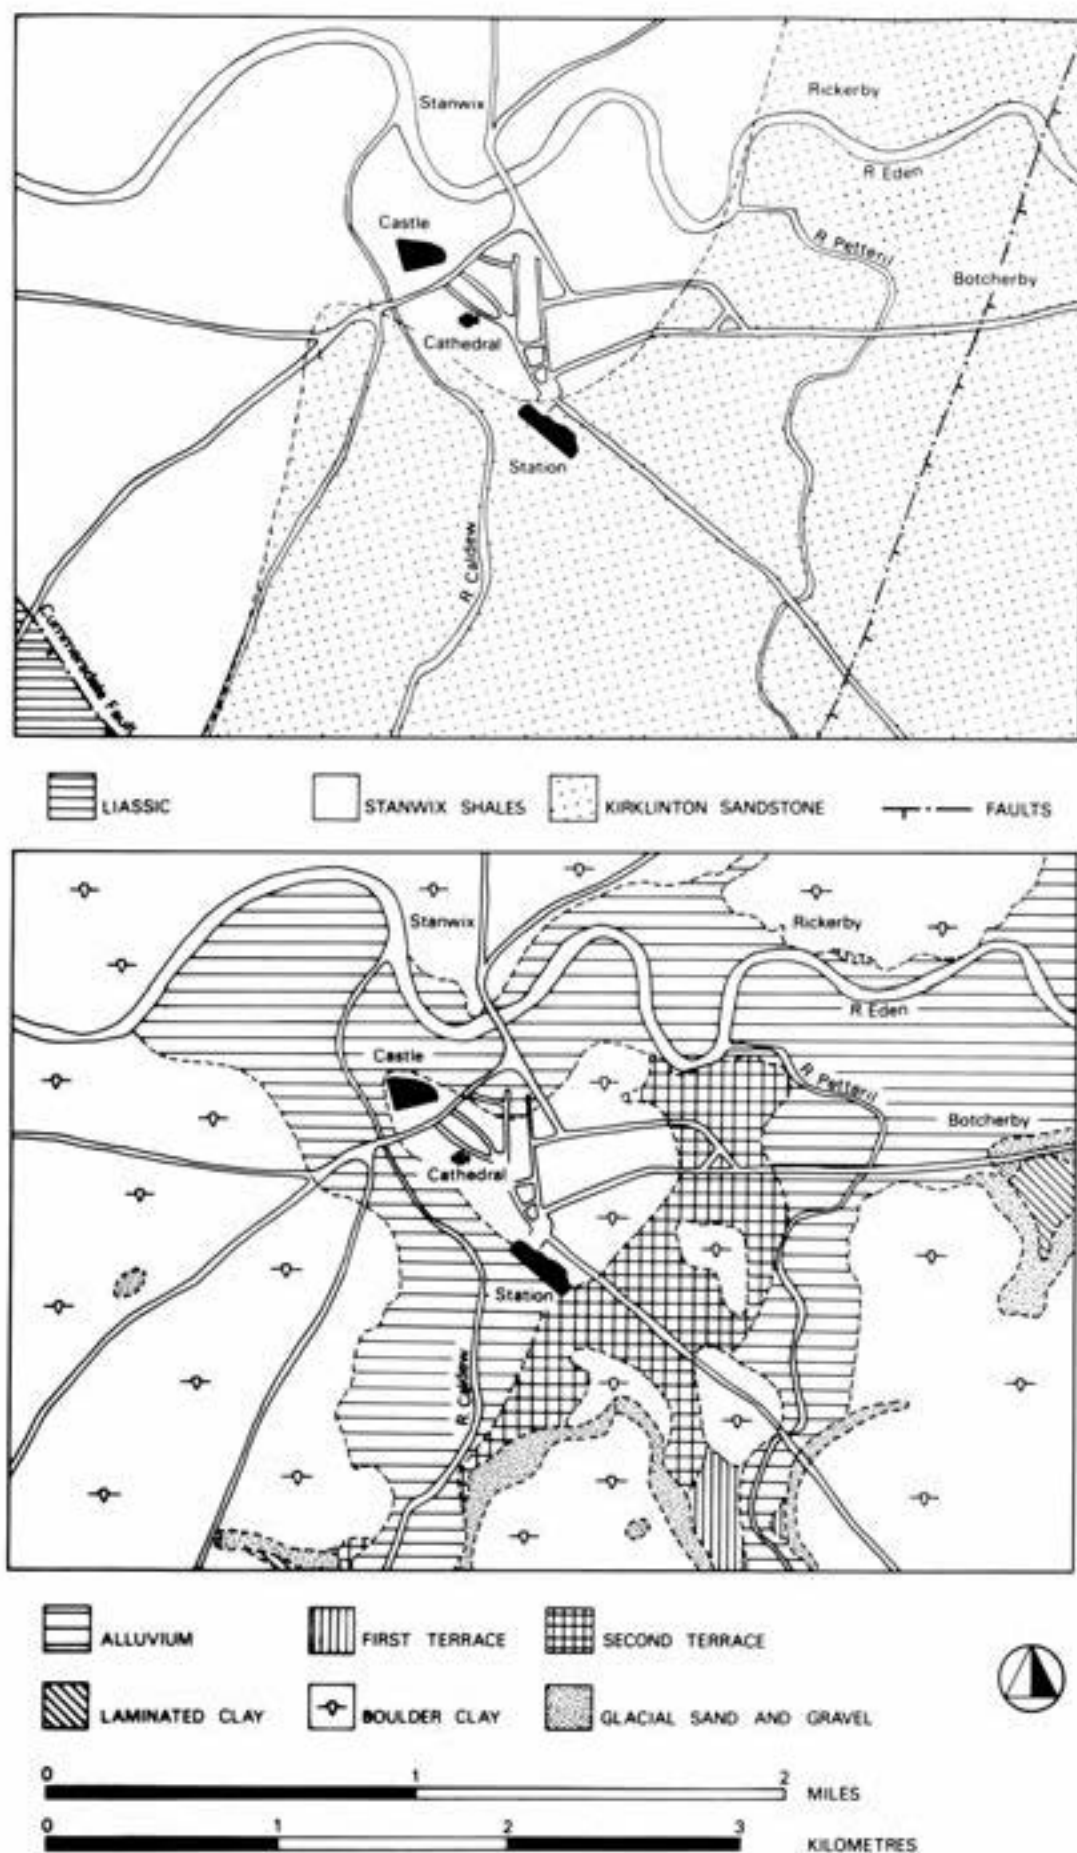 Stanwix
Rickerby
R Eden
Castle
R Petteril
Botcherby
Cathedral
Station
R Caldew
Cummersdale Fault
LIASSIC
STANWIX SHALES
KIRKLINTON SANDSTONE
FAULTS
Stanwix
Rickerby
R Eden
Castle
R Petteril
Botcherby
Cathedral
Station
R Caldew
ALLUVIUM
FIRST TERRACE
SECOND TERRACE
LAMINATED CLAY
BOULDER CLAY
GLACIAL SAND AND GRAVEL
0 1 2
MILES
0 1 2 3
KILOMETRES